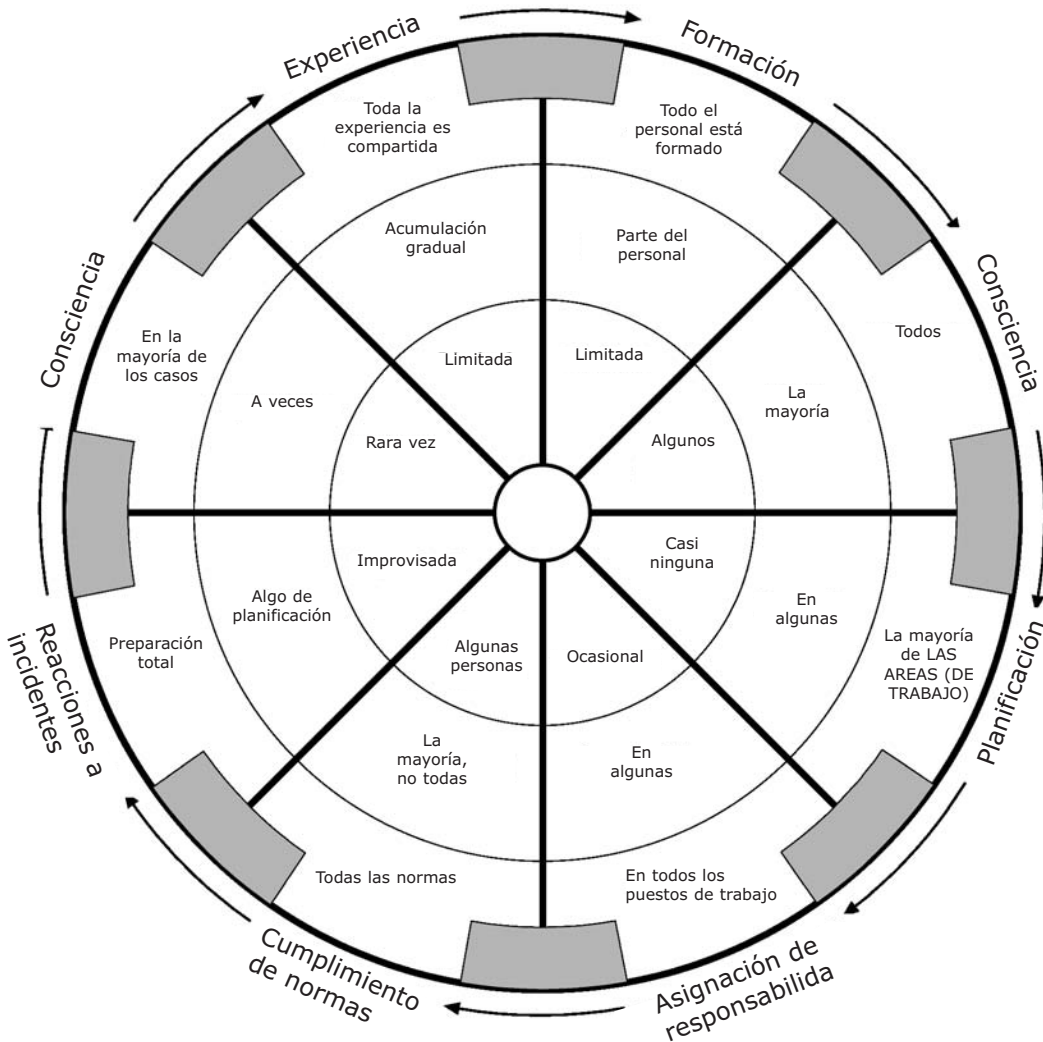 Experiencia
Formación
Toda la
experiencia es
compartida
Todo el
personal está
formado
Acumulación
gradual
Parte del
personal
Limitada
Limitada
Consciencia
Consciencia
En la
mayoría de
los casos
A veces
Rara vez
Todos
La
mayoría
Algunos
Improvisada
Algo de
planificación
Preparación
total
Casi
ninguna
En
algunas
La mayoría
de LAS
AREAS (DE
TRABAJO)
Reacciones a
incidentes
Planificación
Algunas
personas
Ocasional
La
mayoría,
no todas
En
algunas
Todas las normas
En todos los
puestos de trabajo
Cumplimiento
de normas
Asignación de
responsabilida